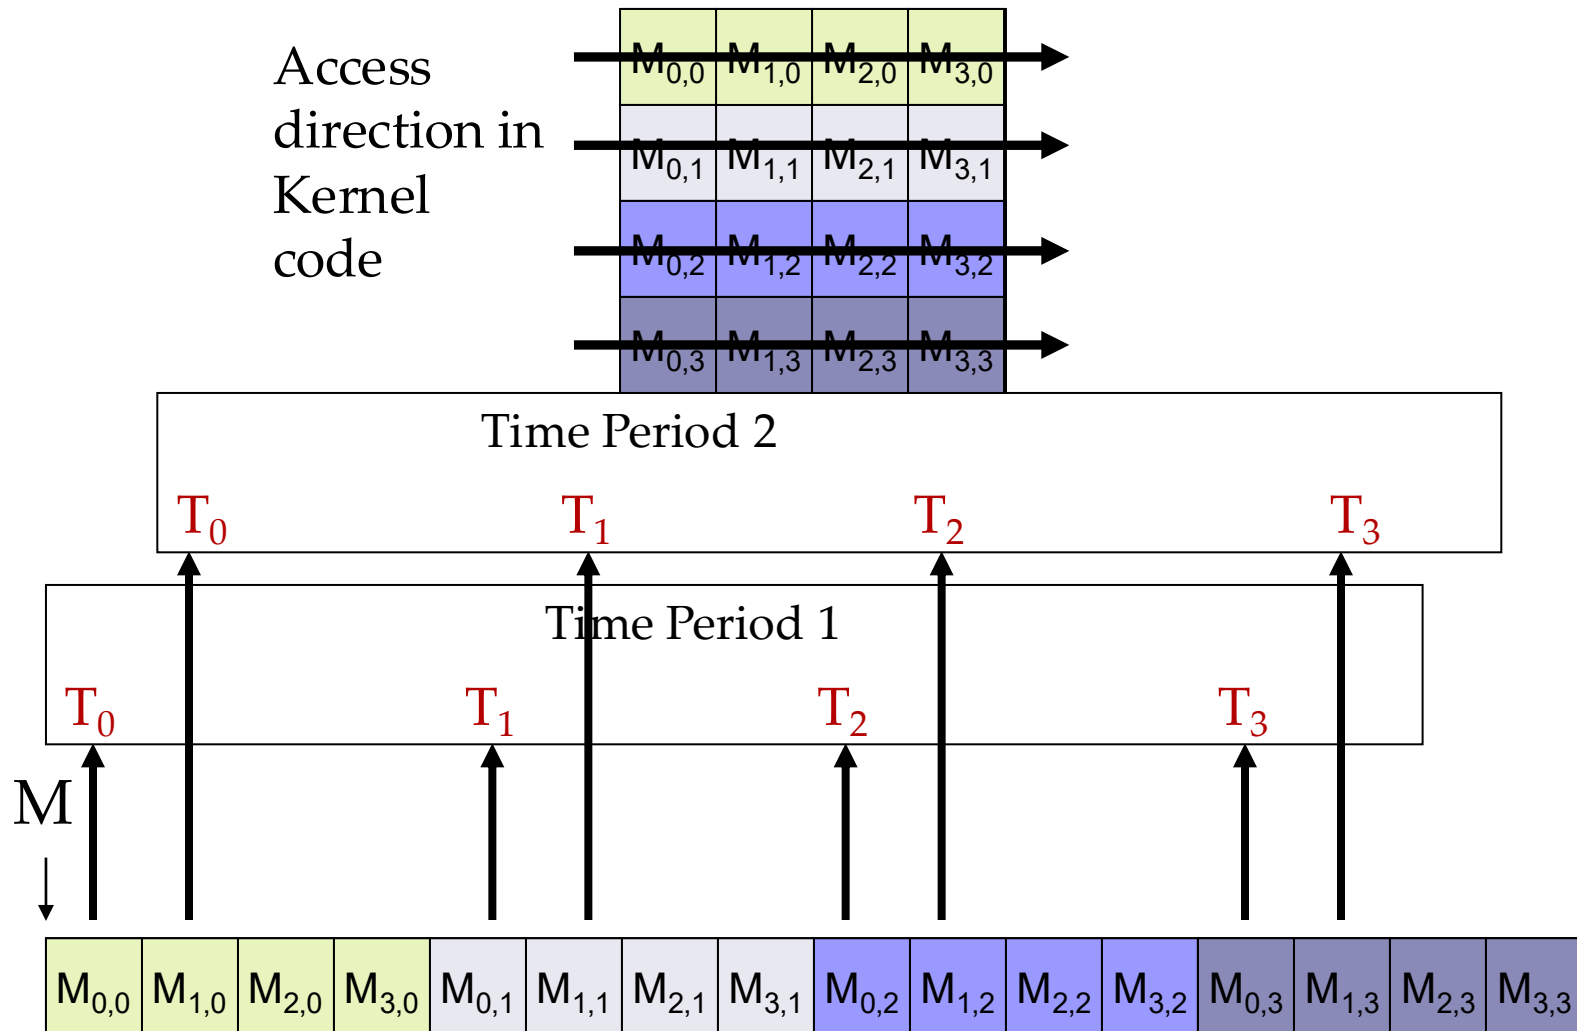 Access
direction in
Kernel
code
M0,0 M1,0 M2,0 M3,0
M0,1 M1,1 M2,1 M3,1
M0,2 M1,2 M2,2 M3,2
M0,3 M1,3 M2,3 M3,3
Time Period 2
T0 T1 T2 T3
Time Period 1
T0 T1 T2 T3
M
M0,0 M1,0 M2,0 M3,0 M0,1 M1,1 M2,1 M3,1 M0,2 M1,2 M2,2 M3,2 M0,3 M1,3 M2,3 M3,3